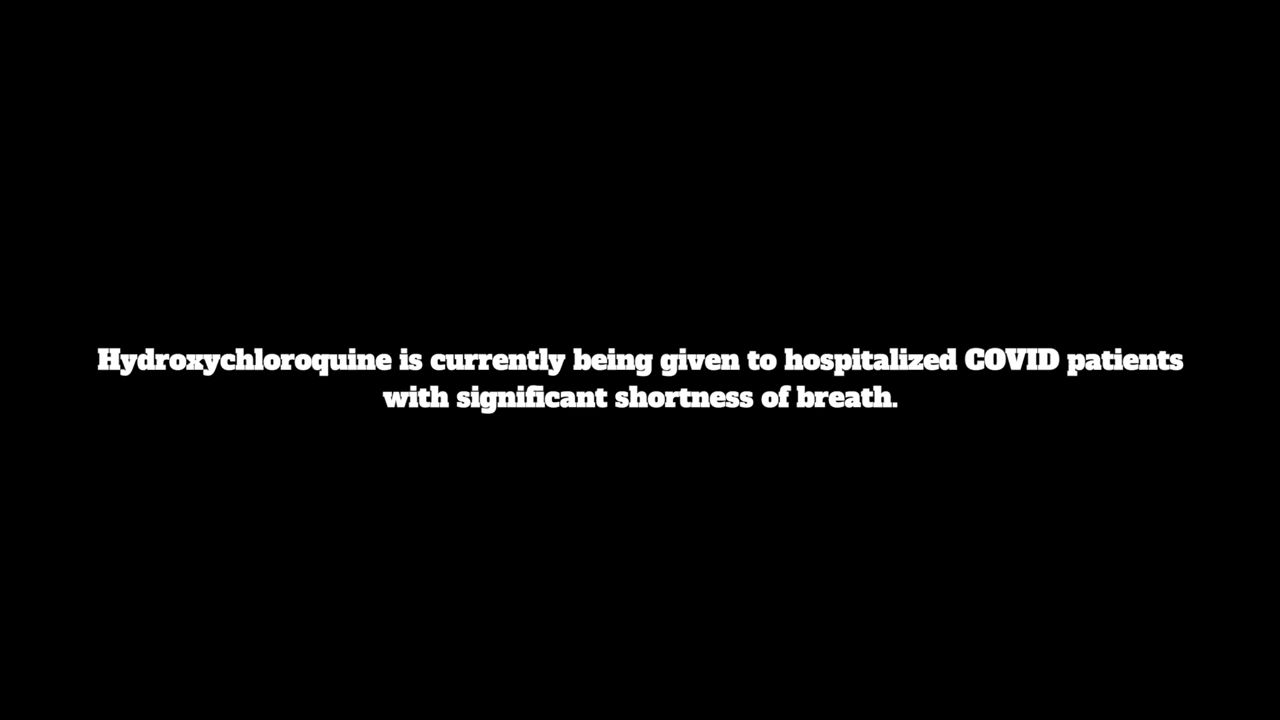 Hydroxychloroquine is currently being given to hospitalized COVID patients
with significant shortness of breath.